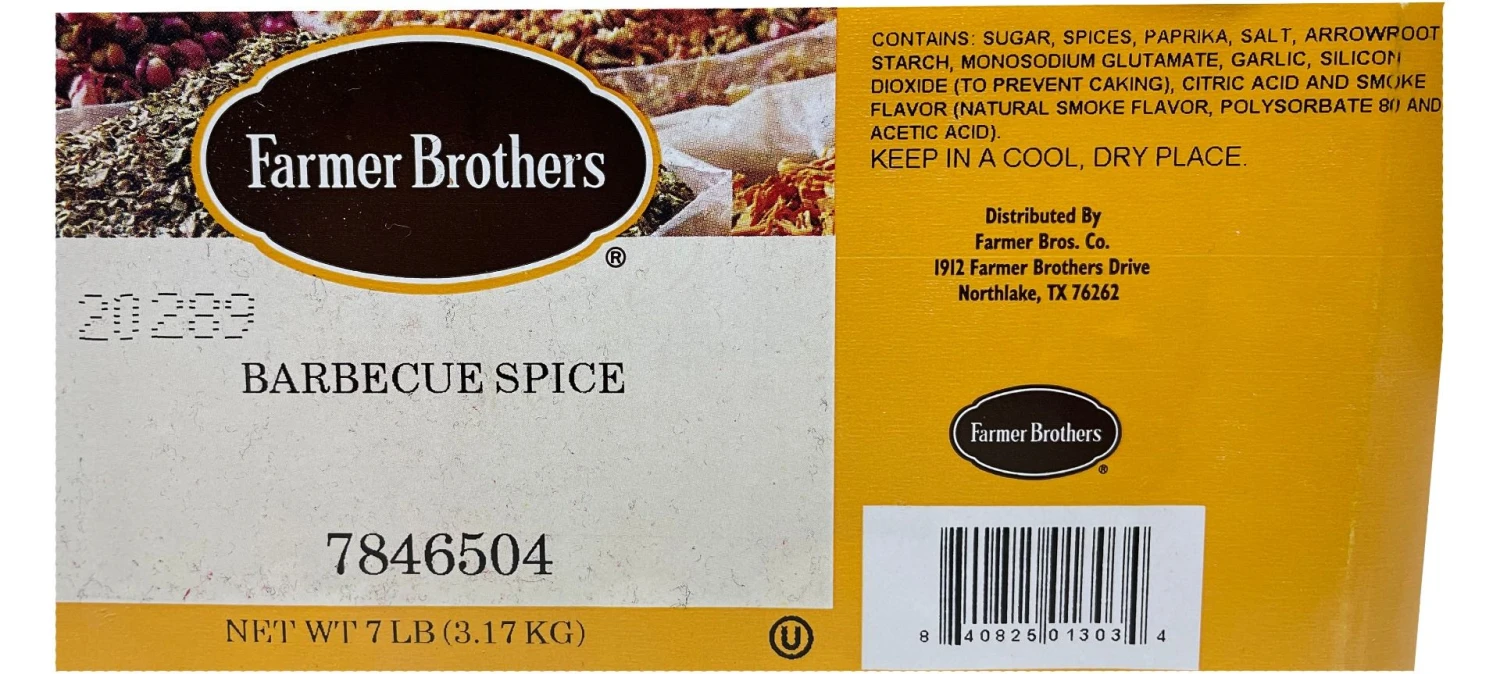 Farmer Brothers
®
20289
BARBECUE SPICE
7846504
NET WT 7 LB (3.17 KG)
U
CONTAINS: SUGAR, SPICES, PAPRIKA, SALT, ARROWROOT
STARCH, MONOSODIUM GLUTAMATE, GARLIC, SILICON
DIOXIDE (TO PREVENT CAKING), CITRIC ACID AND SMOKE
FLAVOR (NATURAL SMOKE FLAVOR, POLYSORBATE 80 AND
ACETIC ACID).
KEEP IN A COOL, DRY PLACE.
Distributed By
Farmer Bros. Co.
1912 Farmer Brothers Drive
Northlake, TX 76262
Farmer Brothers
®
8 40825 01303 4